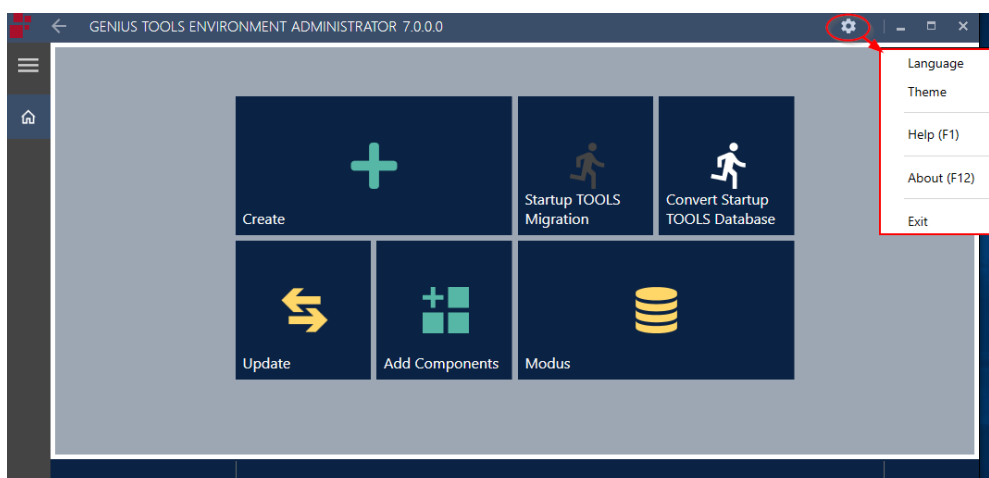 GENIUS TOOLS ENVIRONMENT ADMINISTRATOR 7.0.0.0
Language
Theme
Help (F1)
About (F12)
Exit
Create
Startup TOOLS
Migration
Convert Startup
TOOLS Database
Update
Add Components
Modus